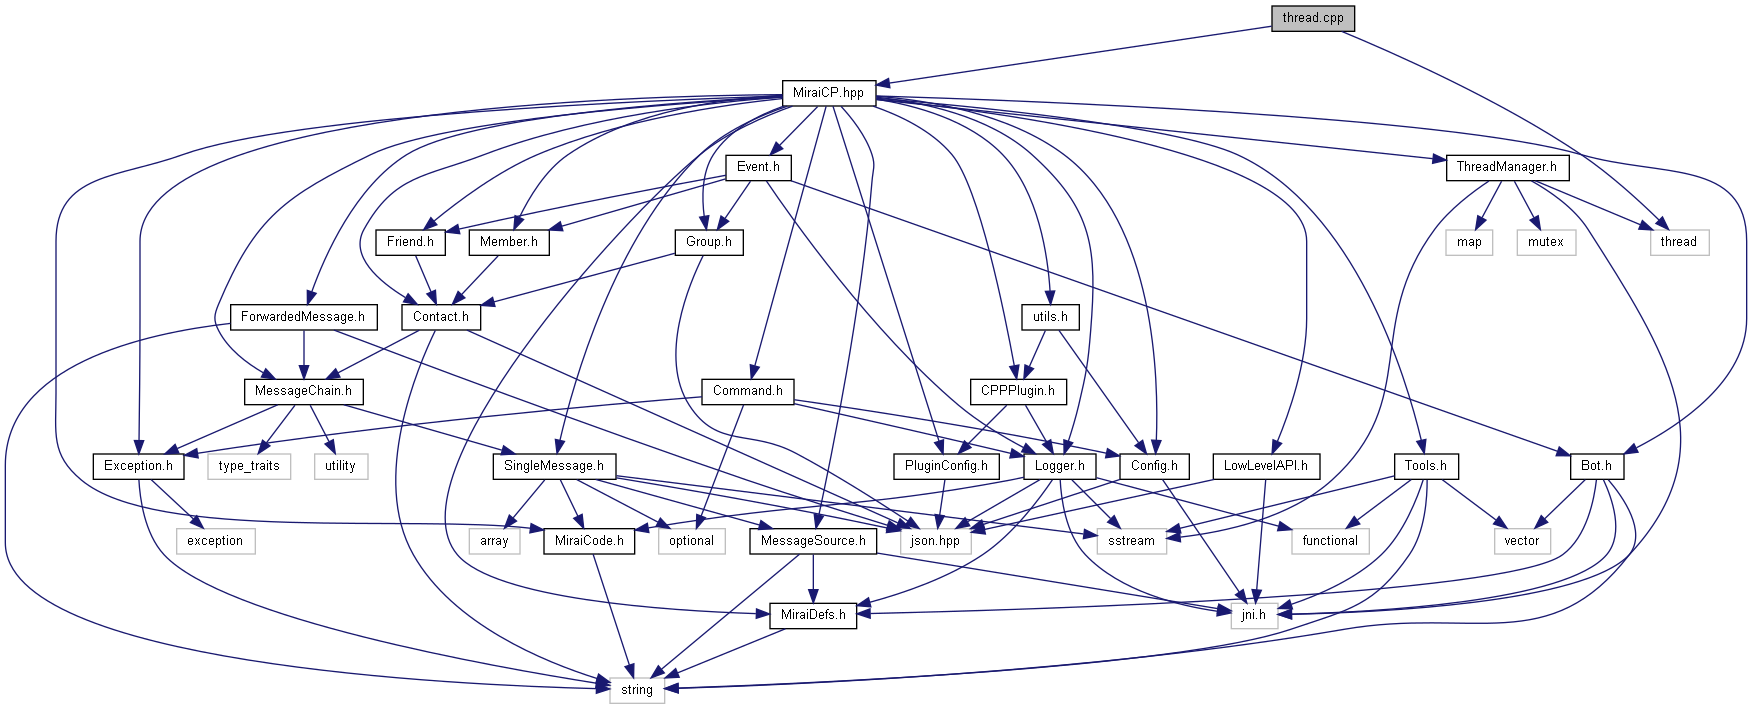 thread.cpp
MiraiCP.hpp
Event.h
ThreadManager.h
Friend.h
Member.h
Group.h
map
mutex
thread
ForwardedMessage.h
Contact.h
utils.h
MessageChain.h
Command.h
CPPPlugin.h
Exception.h
type_traits
utility
SingleMessage.h
PluginConfig.h
Logger.h
Config.h
LowLevelAPI.h
Tools.h
Bot.h
exception
array
MiraiCode.h
optional
MessageSource.h
json.hpp
sstream
functional
vector
MiraiDefs.h
jni.h
string